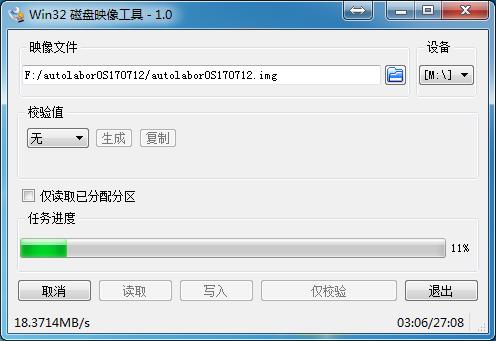 Win32 磁盘映像工具 - 1.0
映像文件
设备
F:/autolaborOS170712/autolaborOS170712.img
[M:\]
校验值
无
生成
复制
仅读取已分配分区
任务进度
11%
取消
读取
写入
仅校验
退出
18.3714MB/s
03:06/27:08